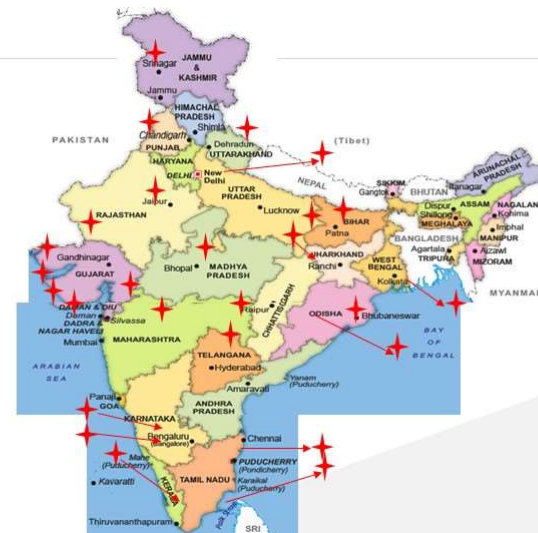 Srinagar
JAMMU
&
KASHMIR
Jammu
HIMACHAL
PRADESH
Shimla
Chandigarh
PUNJAB
Dehradun
UTTARAKHAND
PAKISTAN
(Tibet)
HARYANA
DELHI
New
Delhi
NEPAL
UTTAR
PRADESH
Jaipur
RAJASTHAN
Lucknow
SIKKIM
Gangtok
BHUTAN
ARUNACHAL
PRADESH
Itanagar
Dispur
ASSAM
NAGALAN
Kohima
Shillong
MEGHALAYA
Imphal
MANIPUR
BIHAR
Patna
BANGLADESH
Agartala
TRIPURA
Aizawl
MIZORAM
Gandhinagar
GUJARAT
Bhopal
MADHYA
PRADESH
JHARKHAND
Ranchi
WEST
BENGAL
Kolkata
MYANMA
CHHATTISGARH
Raipur
ODISHA
Bhubaneswar
DAMAN & DIU
Daman
DADRA &
NAGAR HAVELI
Silvassa
Mumbai
MAHARASHTRA
BAY
OF
BENGAL
ARABIAN
SEA
TELANGANA
Hyderabad
Yanam
(Puducherry)
Amaravati
ANDHRA
PRADESH
Panaji
GOA
KARNATAKA
Bengaluru
(Bangalore)
Chennai
Mahe
(Puducherry)
PUDUCHERRY
(Pondicherry)
Karaikal
(Puducherry)
TAMIL NADU
KERALA
Kavaratti
Thiruvananthapuram
Palk Strait
SRI